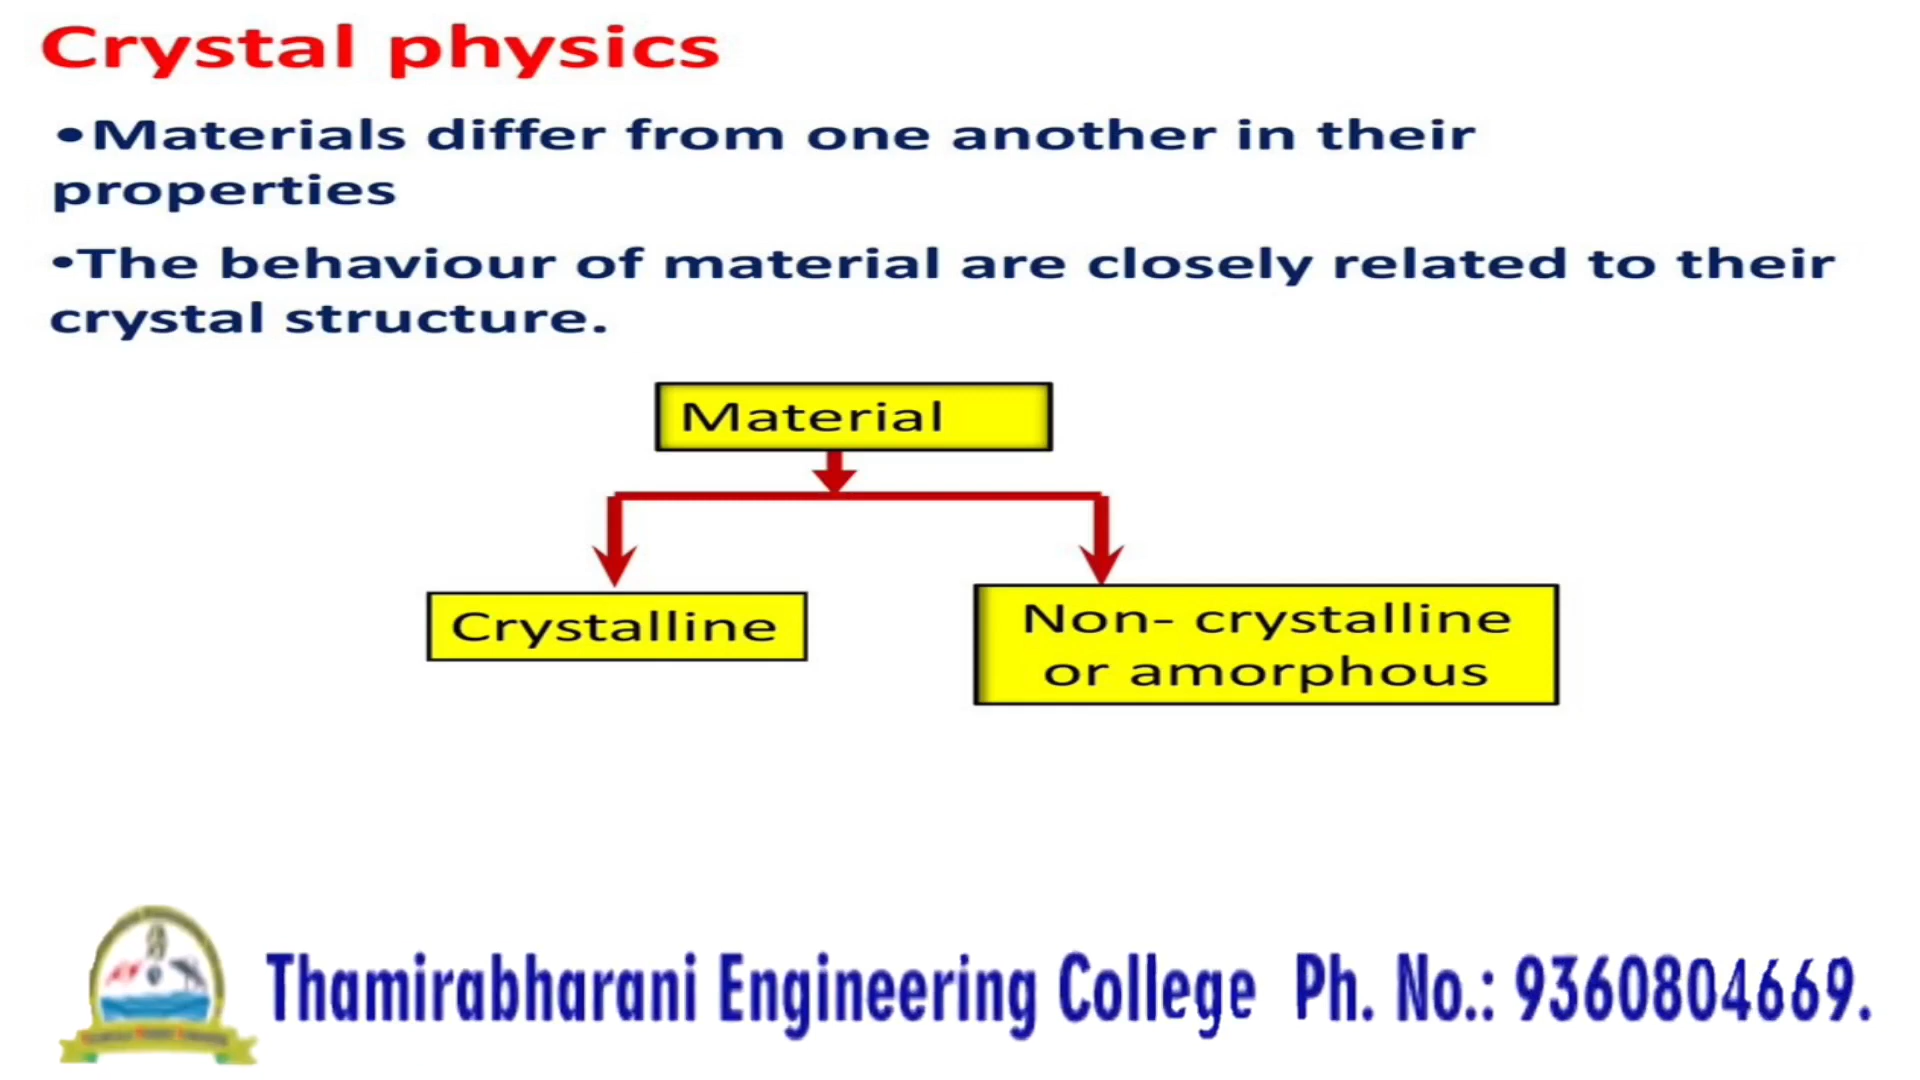 Crystal physics
•Materials differ from one another in their
properties
•The behaviour of material are closely related to their
crystal structure.
Material
Crystalline
Non- crystalline
or amorphous
Thamirabharani Engineering College Ph. No.: 9360804669.